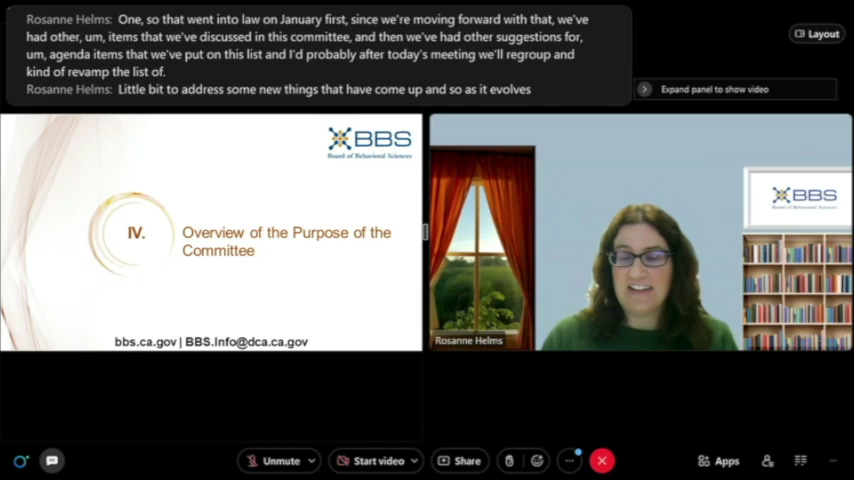 Rosanne Helms: One, so that went into law on January first, since we're moving forward with that, we've
had other, um, items that we've discussed in this committee, and then we've had other suggestions for,
um, agenda items that we've put on this list and I'd probably after today's meeting we'll regroup and
kind of revamp the list of.
Rosanne Helms: Little bit to address some new things that have come up and so as it evolves
Layout
Expand panel to show video
BBS
Board of Behavioral Sciences
IV.
Overview of the Purpose of the
Committee
bbs.ca.gov | BBS.Info@dca.ca.gov
BBS
Board of Behavioral Sciences
Rosanne Helms
Unmute
Start video
Share
Apps